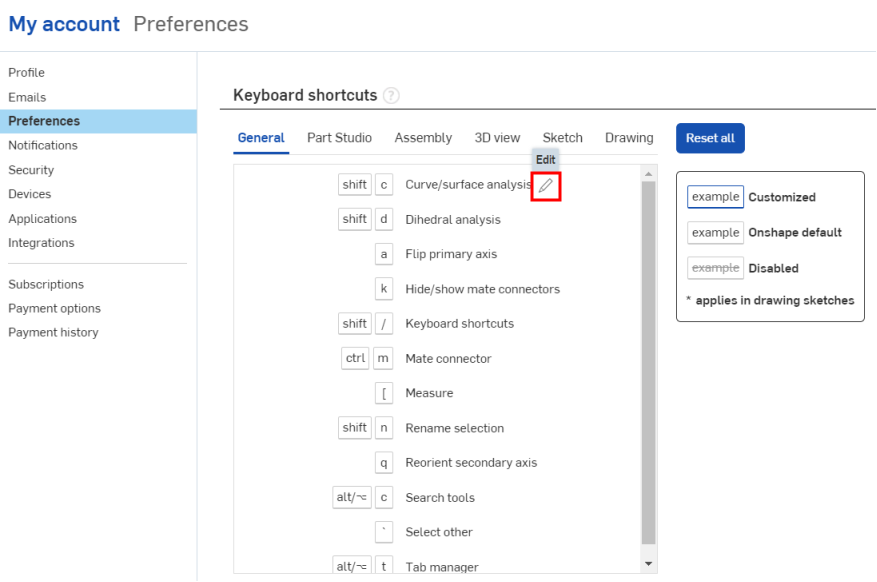 My account Preferences
Profile
Emails
Preferences
Notifications
Security
Devices
Applications
Integrations
Subscriptions
Payment options
Payment history
Keyboard shortcuts ?
General Part Studio Assembly 3D view Sketch Drawing
Reset all
Edit
shift c Curve/surface analysis
shift d Dihedral analysis
a Flip primary axis
k Hide/show mate connectors
shift / Keyboard shortcuts
ctrl m Mate connector
[ Measure
shift n Rename selection
q Reorient secondary axis
alt/⌥ c Search tools
` Select other
alt/⌥ t Tab manager
example Customized
example Onshape default
example Disabled
* applies in drawing sketches